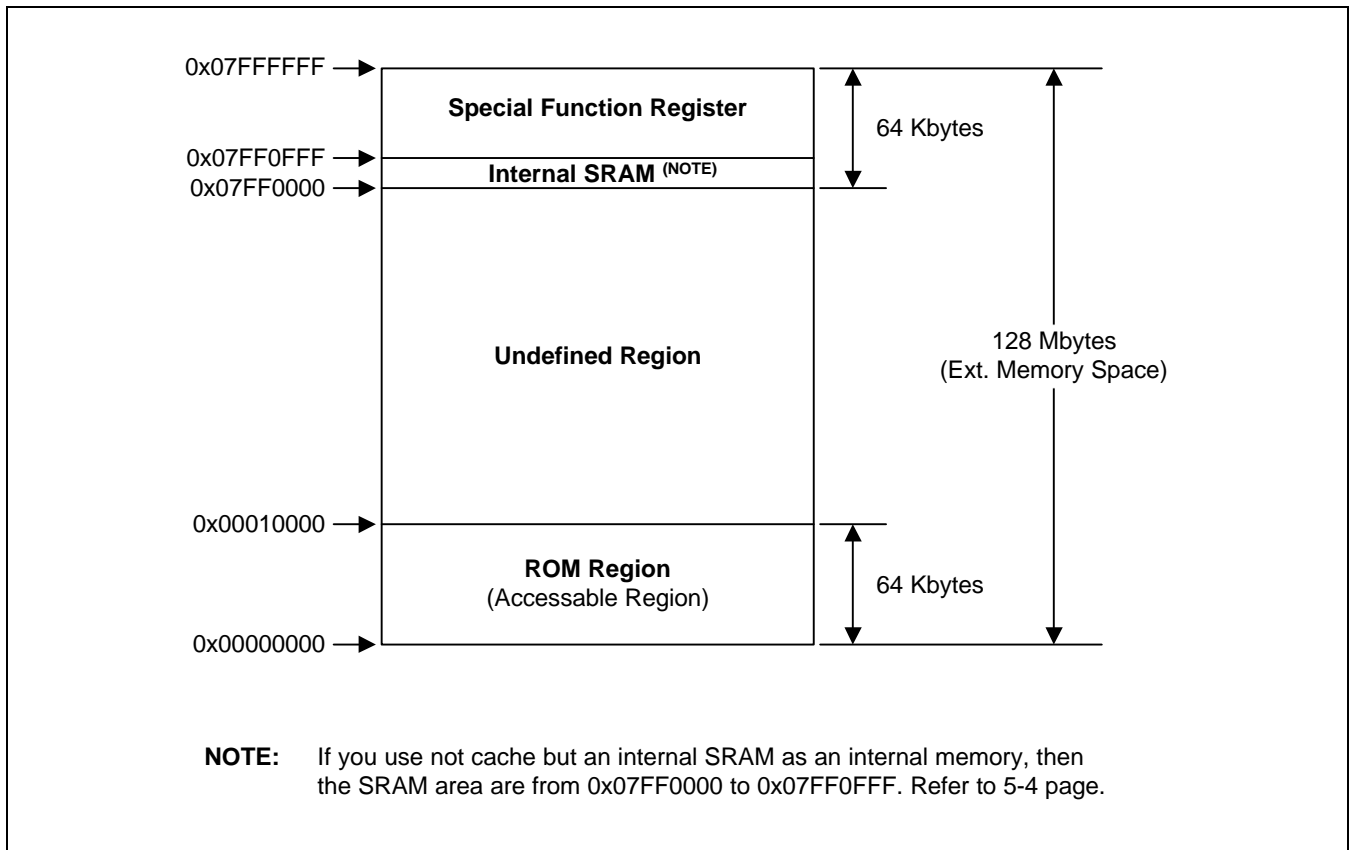 0x07FFFFFF
Special Function Register
64 Kbytes
0x07FF0FFF
Internal SRAM (NOTE)
0x07FF0000
Undefined Region
128 Mbytes
(Ext. Memory Space)
0x00010000
ROM Region
(Accessable Region)
64 Kbytes
0x00000000
NOTE: If you use not cache but an internal SRAM as an internal memory, then
the SRAM area are from 0x07FF0000 to 0x07FF0FFF. Refer to 5-4 page.